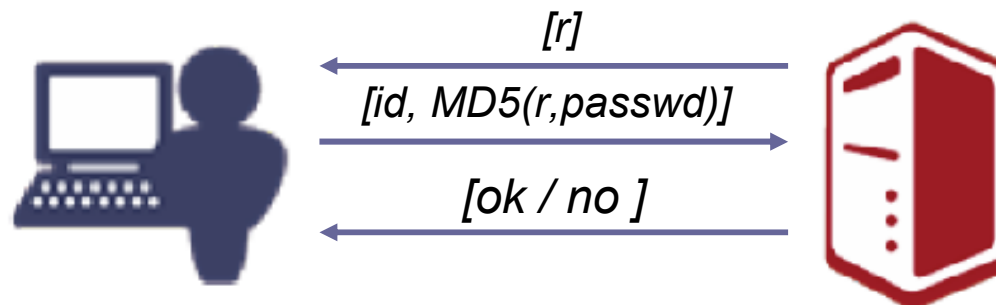 [r]
[id, MD5(r,passwd)]
[ok / no ]